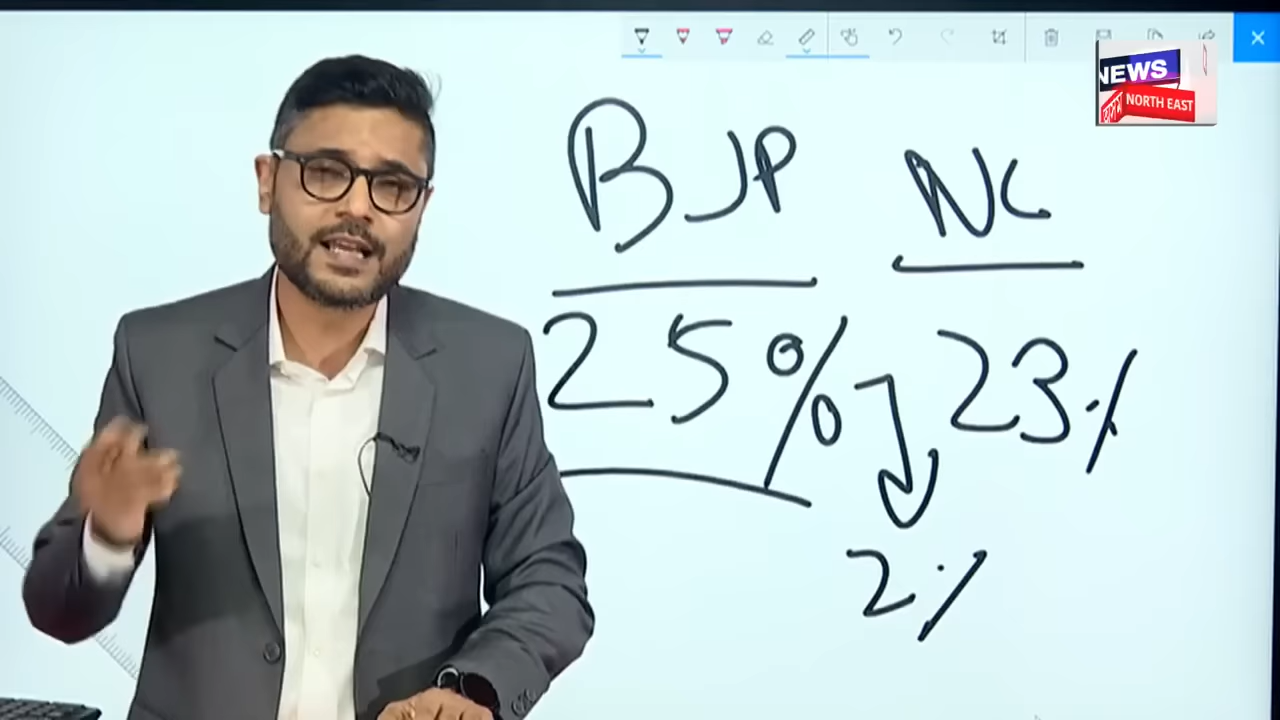 NEWS
NORTH EAST
BJP NC
25% 23%
2%